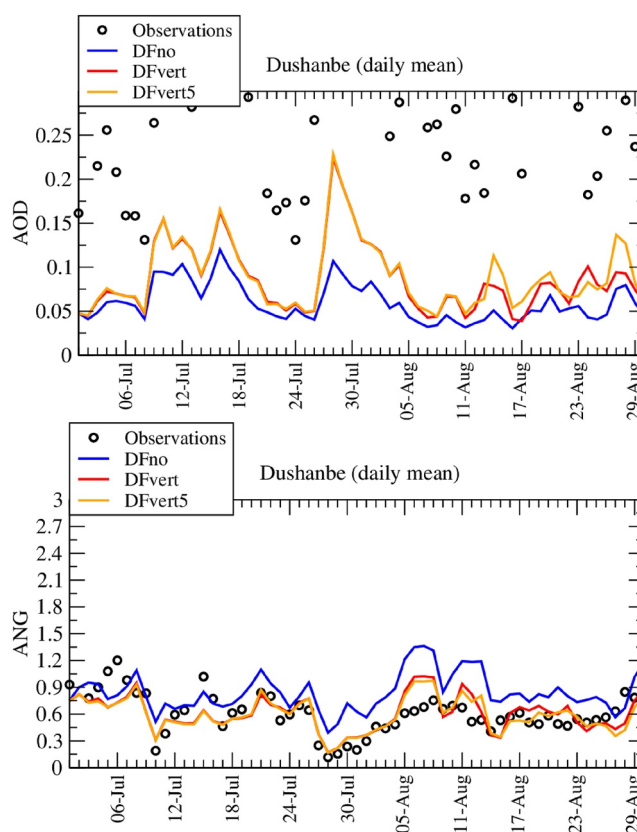 Observations
DFno
DFvert
DFvert5
Dushanbe (daily mean)
AOD
0.25
0.2
0.15
0.1
0.05
0
06-Jul 12-Jul 18-Jul 24-Jul 30-Jul 05-Aug 11-Aug 17-Aug 23-Aug 29-Aug
Observations
DFno
DFvert
DFvert5
Dushanbe (daily mean)
ANG
3
2.7
2.4
2.1
1.8
1.5
1.2
0.9
0.6
0.3
0
06-Jul 12-Jul 18-Jul 24-Jul 30-Jul 05-Aug 11-Aug 17-Aug 23-Aug 29-Aug